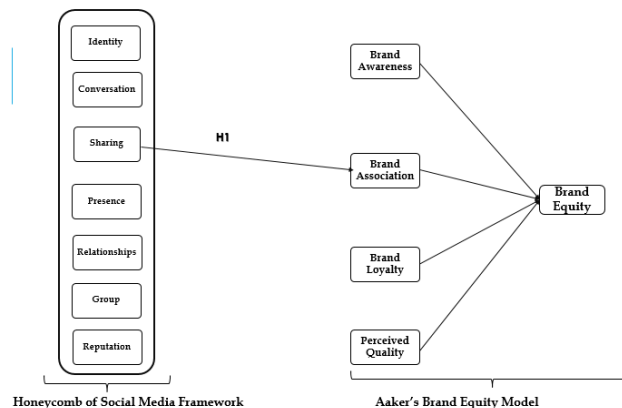 Identity
Conversation
Sharing
Presence
Relationships
Group
Reputation
Honeycomb of Social Media Framework
H1
Brand
Awareness
Brand
Association
Brand
Loyalty
Perceived
Quality
Brand
Equity
Aaker's Brand Equity Model